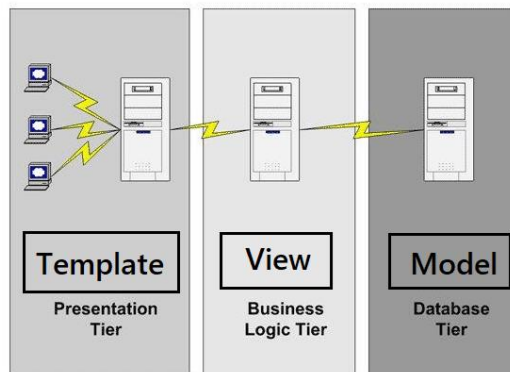 Template
View
Model
Presentation
Tier
Business
Logic Tier
Database
Tier